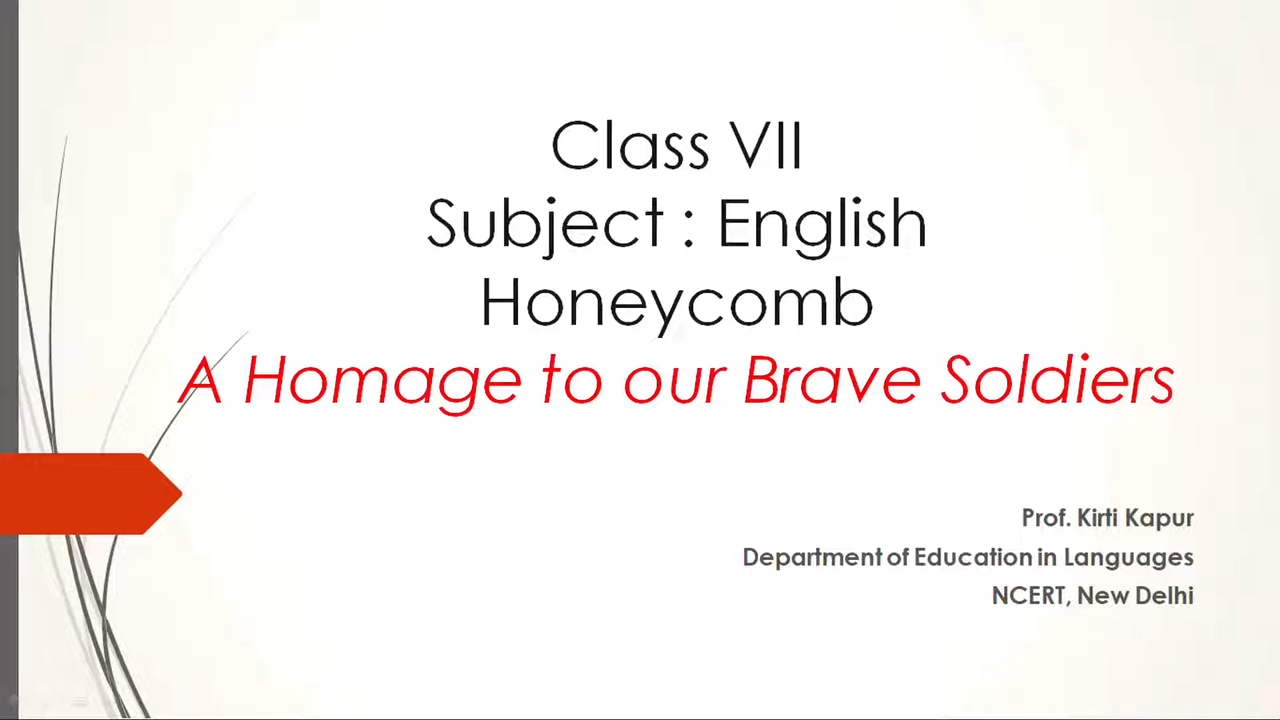 Class VII
Subject : English
Honeycomb
A Homage to our Brave Soldiers
Prof. Kirti Kapur
Department of Education in Languages
NCERT, New Delhi